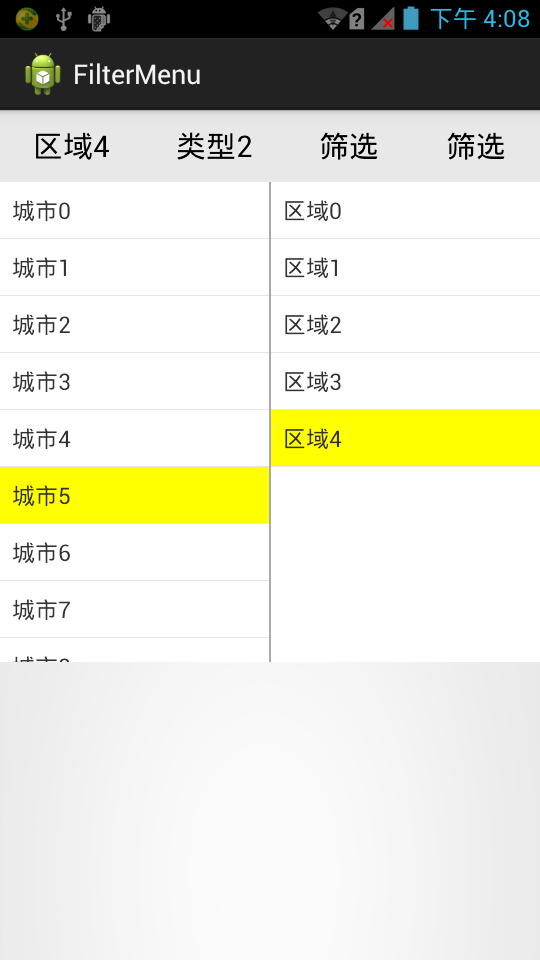 下午 4:08
FilterMenu
区域4 类型2 筛选 筛选
城市0
城市1
城市2
城市3
城市4
城市5
城市6
城市7
区域0
区域1
区域2
区域3
区域4